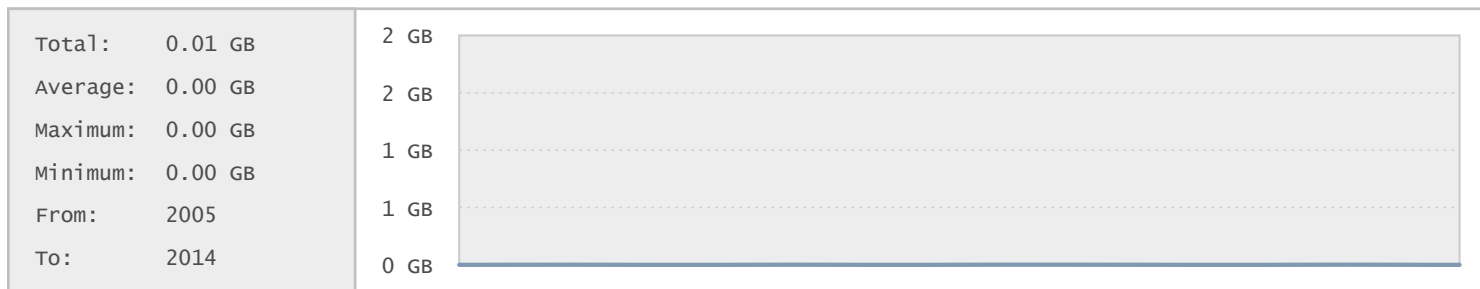 Total: 0.01 GB
Average: 0.00 GB
Maximum: 0.00 GB
Minimum: 0.00 GB
From: 2005
To: 2014
2 GB
2 GB
1 GB
1 GB
0 GB